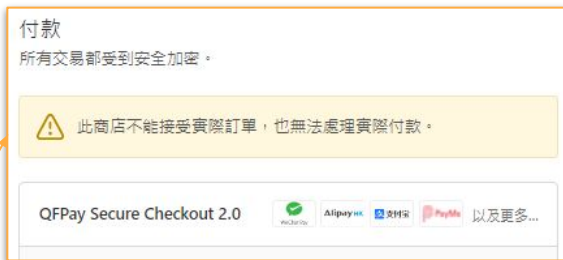 付款
所有交易都受到安全加密。
此商店不能接受實際訂單，也無法處理實際付款。
QFPay Secure Checkout 2.0 WeChat Pay AlipayHK 支付宝 PayMe 以及更多...